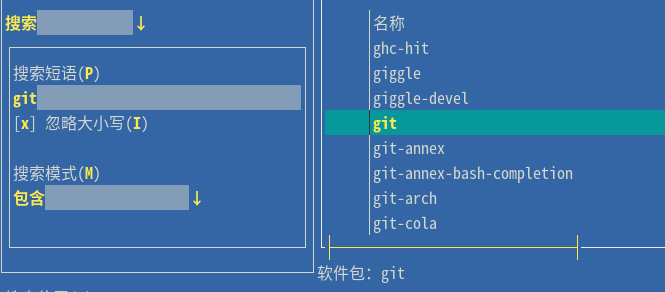 搜索 ↓
搜索短语(P)
git
[x] 忽略大小写(I)
搜索模式(M)
包含 ↓
名称
ghc-hit
giggle
giggle-devel
git
git-annex
git-annex-bash-completion
git-arch
git-cola
软件包: git